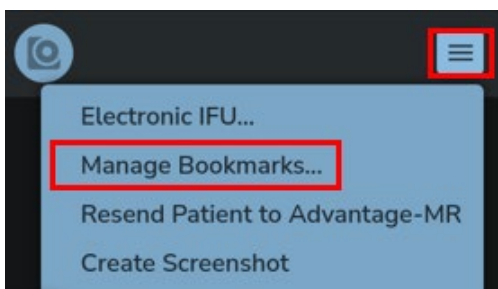 Electronic IFU...
Manage Bookmarks...
Resend Patient to Advantage-MR
Create Screenshot